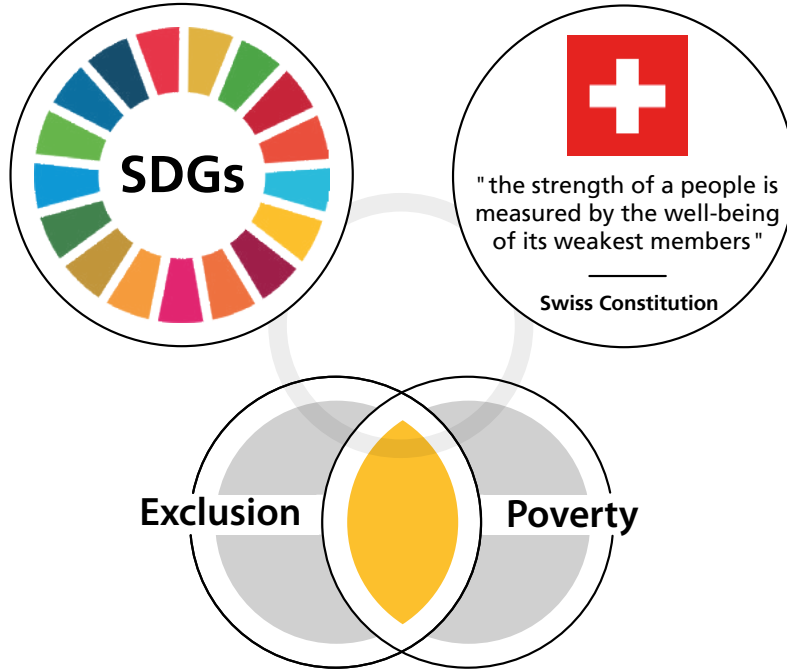 SDGs
"the strength of a people is
measured by the well-being
of its weakest members"
Swiss Constitution
Exclusion
Poverty